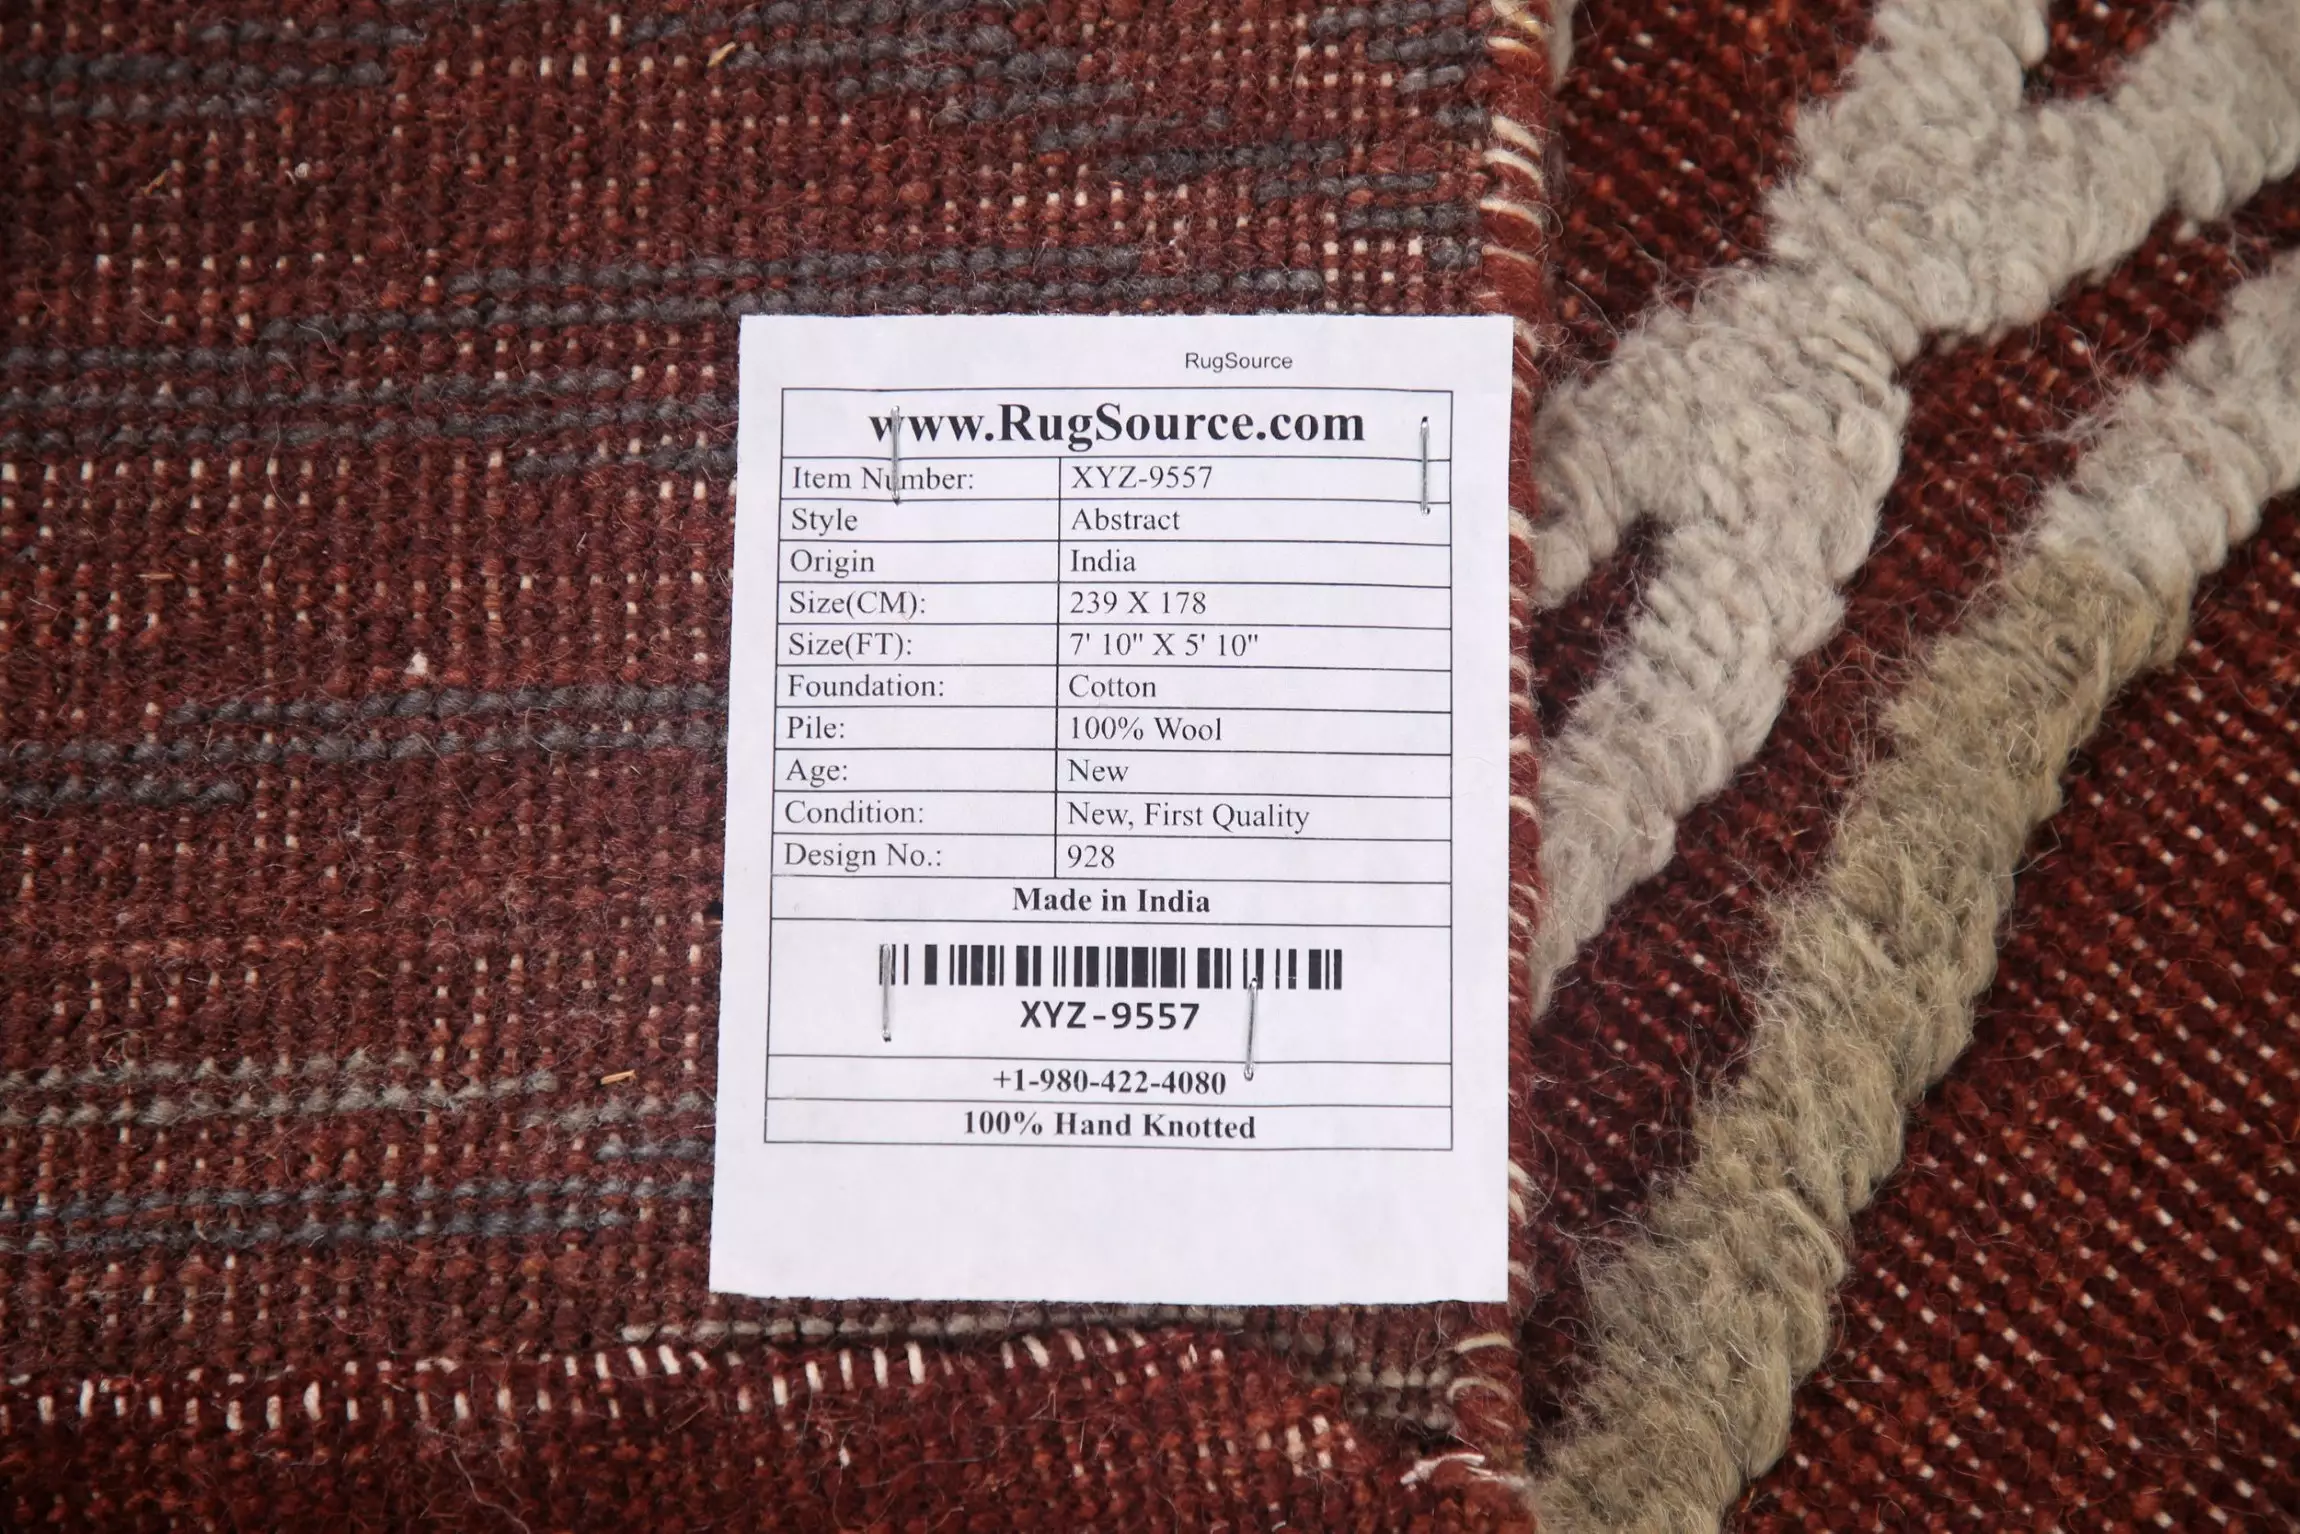 RugSource
www.RugSource.com
Item Number: XYZ-9557
Style Abstract
Origin India
Size(CM): 239 X 178
Size(FT): 7' 10" X 5' 10"
Foundation: Cotton
Pile: 100% Wool
Age: New
Condition: New, First Quality
Design No.: 928
Made in India
XYZ-9557
+1-980-422-4080
100% Hand Knotted